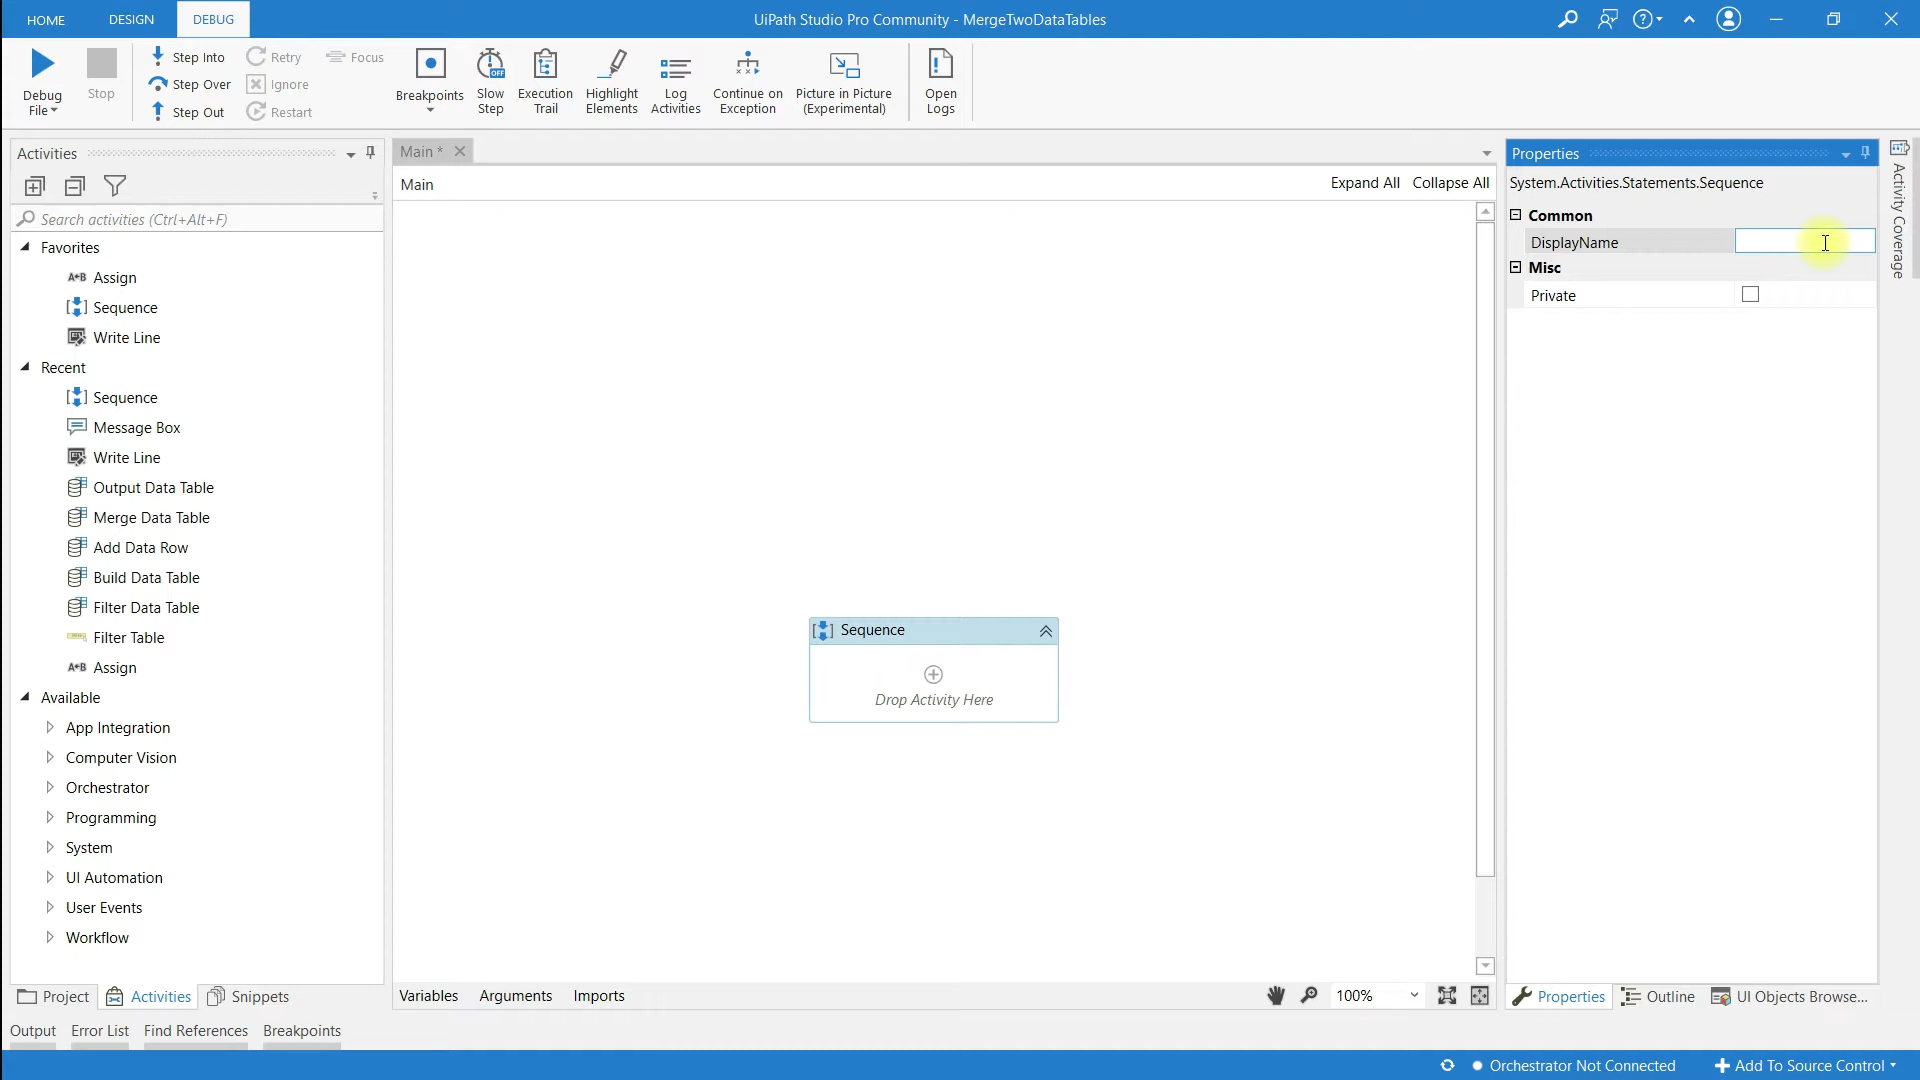 HOME DESIGN DEBUG UiPath Studio Pro Community - MergeTwoDataTables
Debug File
Stop
Step Into
Step Over
Step Out
Retry
Ignore
Restart
Focus
Breakpoints
OFF
Slow Step
Execution Trail
Highlight Elements
Log Activities
Continue on Exception
Picture in Picture (Experimental)
Open Logs
Activities
Search activities (Ctrl+Alt+F)
Favorites
A+B Assign
Sequence
Write Line
Recent
Sequence
Message Box
Write Line
Output Data Table
Merge Data Table
Add Data Row
Build Data Table
Filter Data Table
Filter Table
A+B Assign
Available
App Integration
Computer Vision
Orchestrator
Programming
System
UI Automation
User Events
Workflow
Project Activities Snippets
Main *
Main Expand All Collapse All
Sequence
Drop Activity Here
Variables Arguments Imports 100%
Properties
System.Activities.Statements.Sequence
Common
DisplayName
Misc
Private
Properties Outline UI Objects Browse...
Activity Coverage
Output Error List Find References Breakpoints
Orchestrator Not Connected Add To Source Control